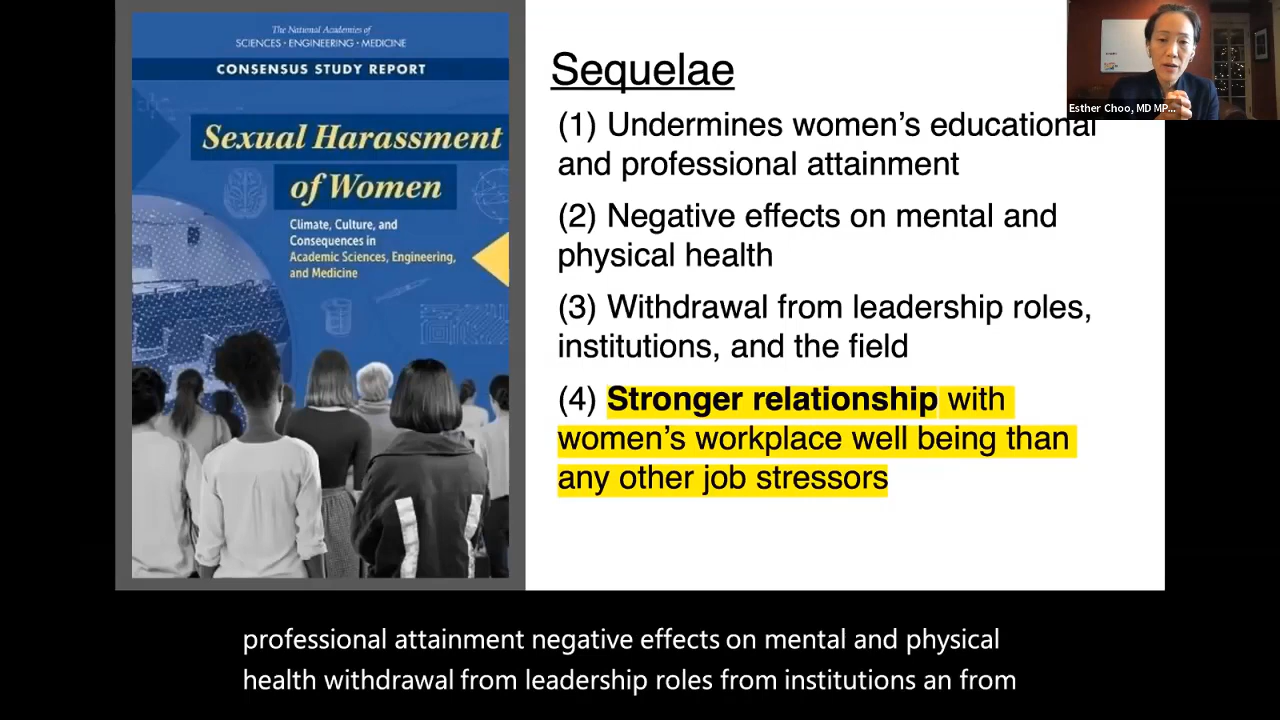 The National Academies of
SCIENCES · ENGINEERING · MEDICINE
CONSENSUS STUDY REPORT
Sexual Harassment
of Women
Climate, Culture, and
Consequences in
Academic Sciences, Engineering,
and Medicine
Sequelae
(1) Undermines women's educational
and professional attainment
(2) Negative effects on mental and
physical health
(3) Withdrawal from leadership roles,
institutions, and the field
(4) Stronger relationship with
women's workplace well being than
any other job stressors
Esther Choo, MD MP...
professional attainment negative effects on mental and physical
health withdrawal from leadership roles from institutions an from